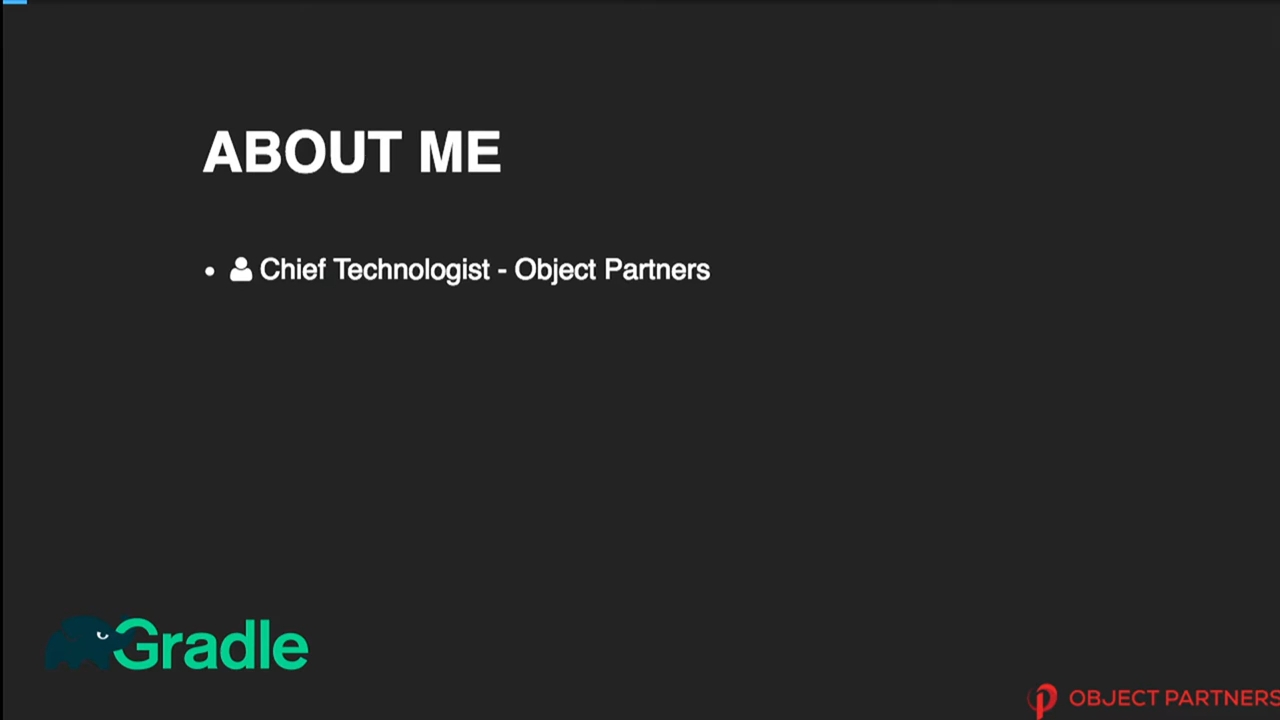 ABOUT ME
• Chief Technologist - Object Partners
Gradle
OBJECT PARTNERS